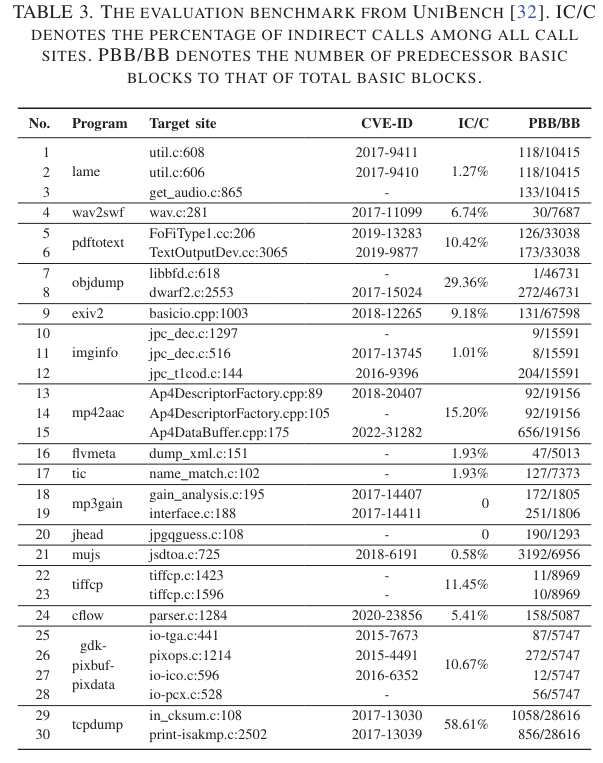 TABLE 3. THE EVALUATION BENCHMARK FROM UNIBENCH [32]. IC/C
DENOTES THE PERCENTAGE OF INDIRECT CALLS AMONG ALL CALL
SITES. PBB/BB DENOTES THE NUMBER OF PREDECESSOR BASIC
BLOCKS TO THAT OF TOTAL BASIC BLOCKS.
No. Program Target site CVE-ID IC/C PBB/BB
1 util.c:608 2017-9411 118/10415
2 lame util.c:606 2017-9410 1.27% 118/10415
3 get_audio.c:865 - 133/10415
4 wav2swf wav.c:281 2017-11099 6.74% 30/7687
5 pdftotext FoFiType1.cc:206 2019-13283 10.42% 126/33038
6 TextOutputDev.cc:3065 2019-9877 173/33038
7 objdump libbfd.c:618 - 29.36% 1/46731
8 dwarf2.c:2553 2017-15024 272/46731
9 exiv2 basicio.cpp:1003 2018-12265 9.18% 131/67598
10 jpc_dec.c:1297 - 9/15591
11 imginfo jpc_dec.c:516 2017-13745 1.01% 8/15591
12 jpc_t1cod.c:144 2016-9396 204/15591
13 Ap4DescriptorFactory.cpp:89 2018-20407 92/19156
14 mp42aac Ap4DescriptorFactory.cpp:105 - 15.20% 92/19156
15 Ap4DataBuffer.cpp:175 2022-31282 656/19156
16 flvmeta dump_xml.c:151 - 1.93% 47/5013
17 tic name_match.c:102 - 1.93% 127/7373
18 mp3gain gain_analysis.c:195 2017-14407 0 172/1805
19 interface.c:188 2017-14411 251/1806
20 jhead jpgqguess.c:108 - 0 190/1293
21 mujs jsdtoa.c:725 2018-6191 0.58% 3192/6956
22 tiffcp tiffcp.c:1423 - 11.45% 11/8969
23 tiffcp.c:1596 - 10/8969
24 cflow parser.c:1284 2020-23856 5.41% 158/5087
25 gdk- io-tga.c:441 2015-7673 87/5747
26 pixbuf- pixops.c:1214 2015-4491 10.67% 272/5747
27 pixdata io-ico.c:596 2016-6352 12/5747
28 io-pcx.c:528 - 56/5747
29 tcpdump in_cksum.c:108 2017-13030 58.61% 1058/28616
30 print-isakmp.c:2502 2017-13039 856/28616